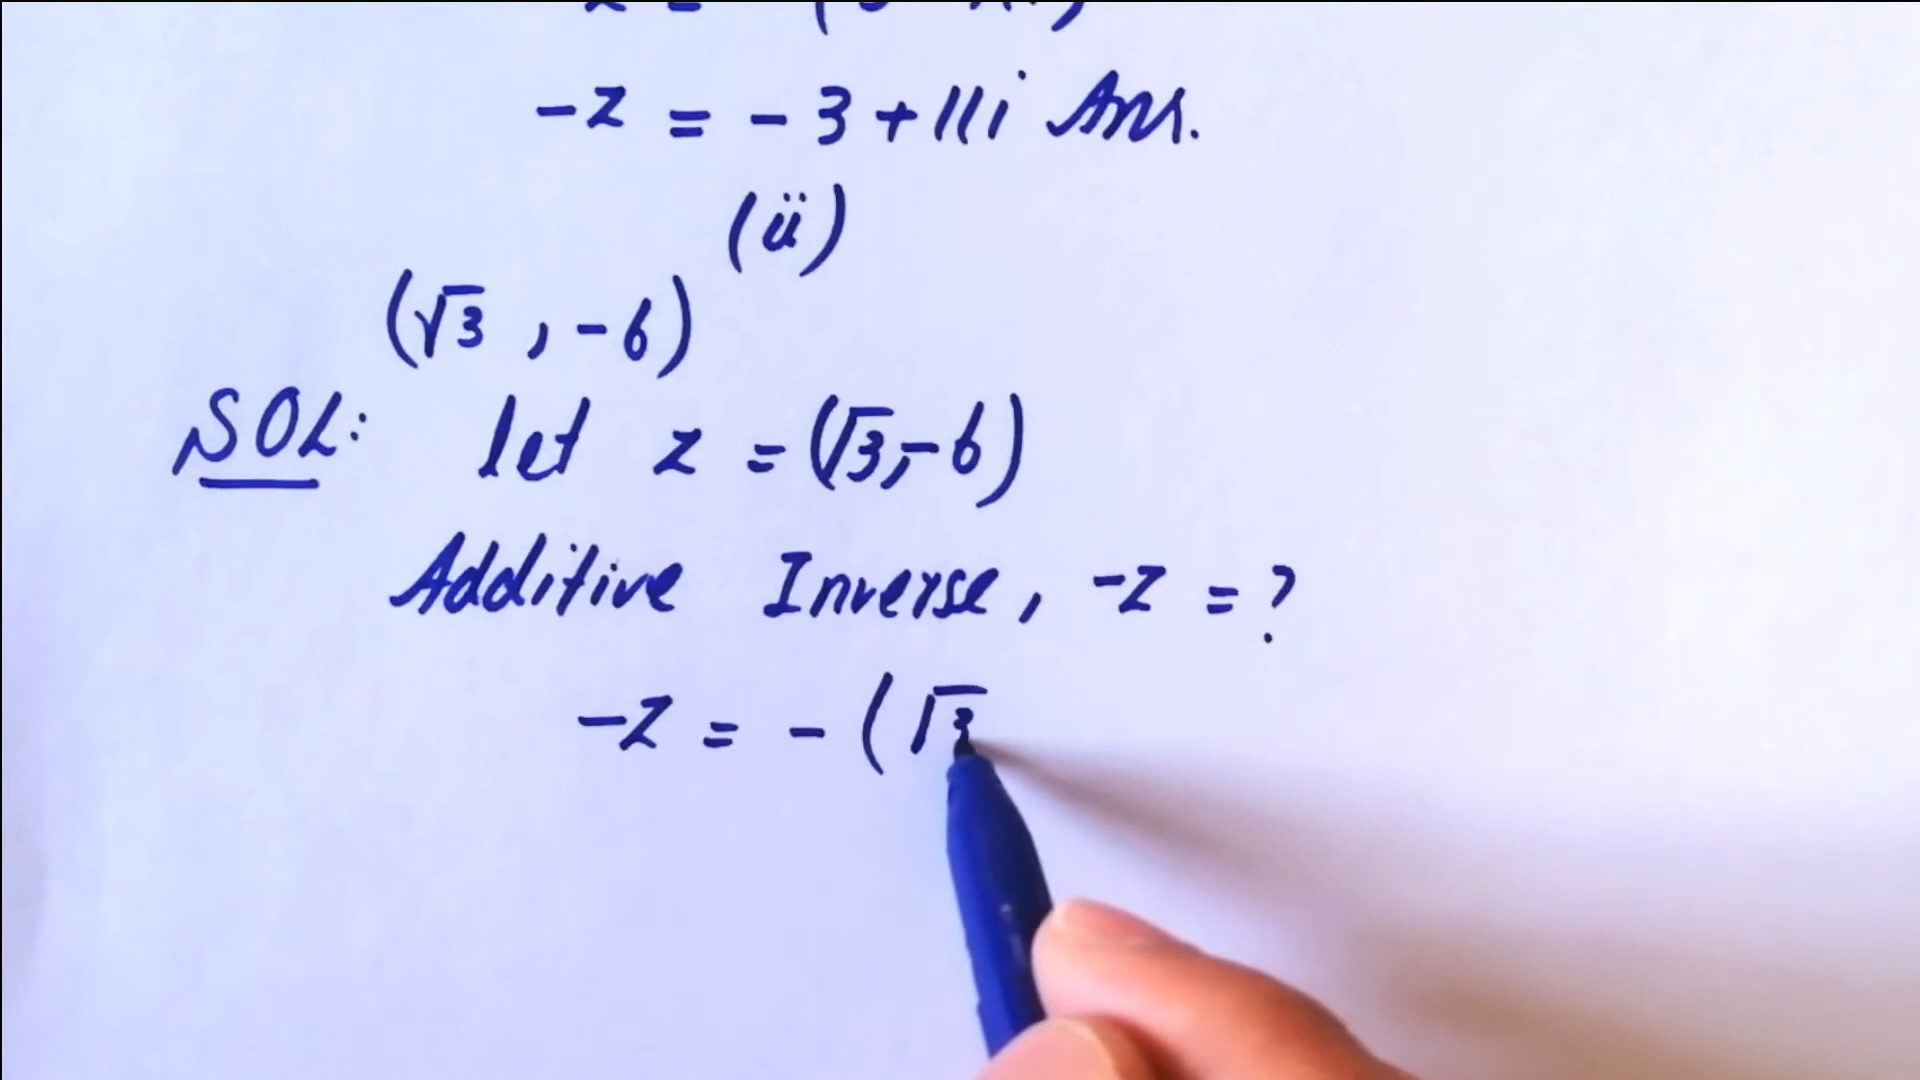 -z = -3+11i Ans.
(ii)
(√3, -6)
SOL: let z = (√3,-6)
Additive Inverse, -z = ?
-z = -(√3